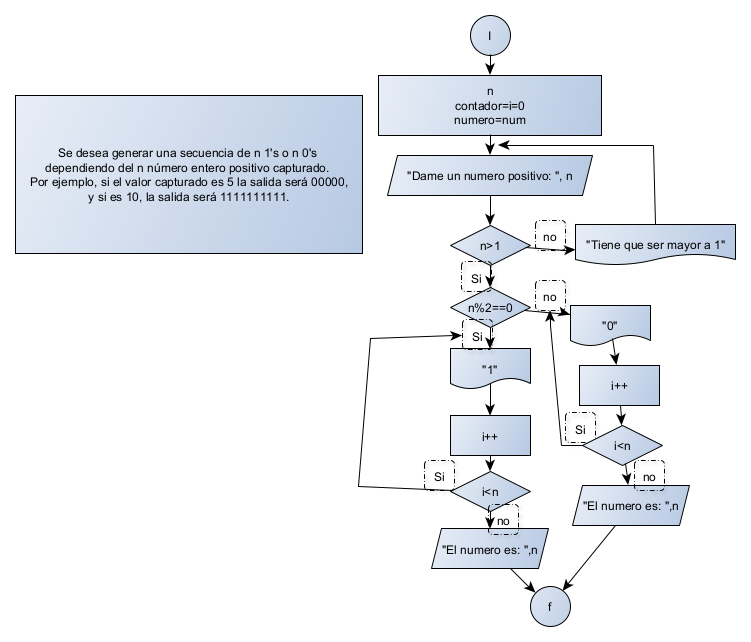 I
n
contador=i=0
numero=num
Se desea generar una secuencia de n 1's o n 0's
dependiendo del n número entero positivo capturado.
Por ejemplo, si el valor capturado es 5 la salida será 00000,
y si es 10, la salida será 1111111111.
"Dame un numero positivo: ", n
n>1
no
"Tiene que ser mayor a 1"
Si
n%2==0
no
"0"
Si
"1"
i++
i++
Si
i<n
no
"El numero es: ",n
Si
i<n
no
"El numero es: ",n
f